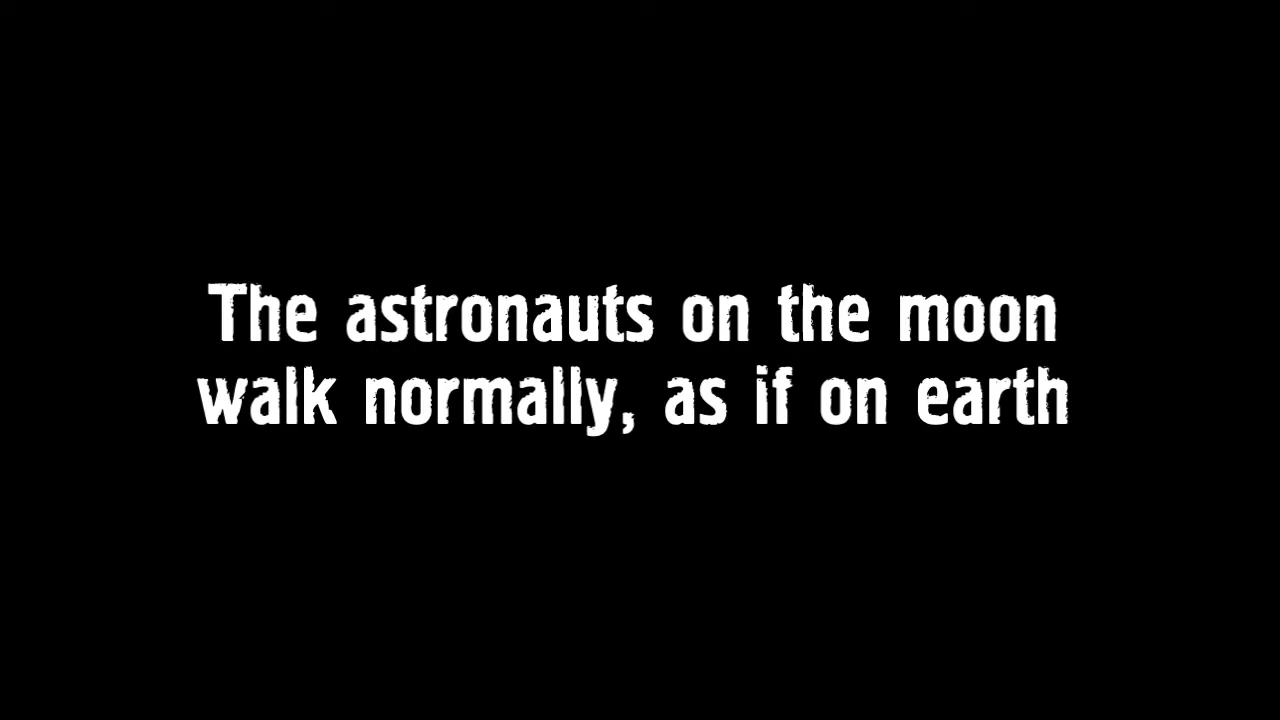 The astronauts on the moon
walk normally, as if on earth